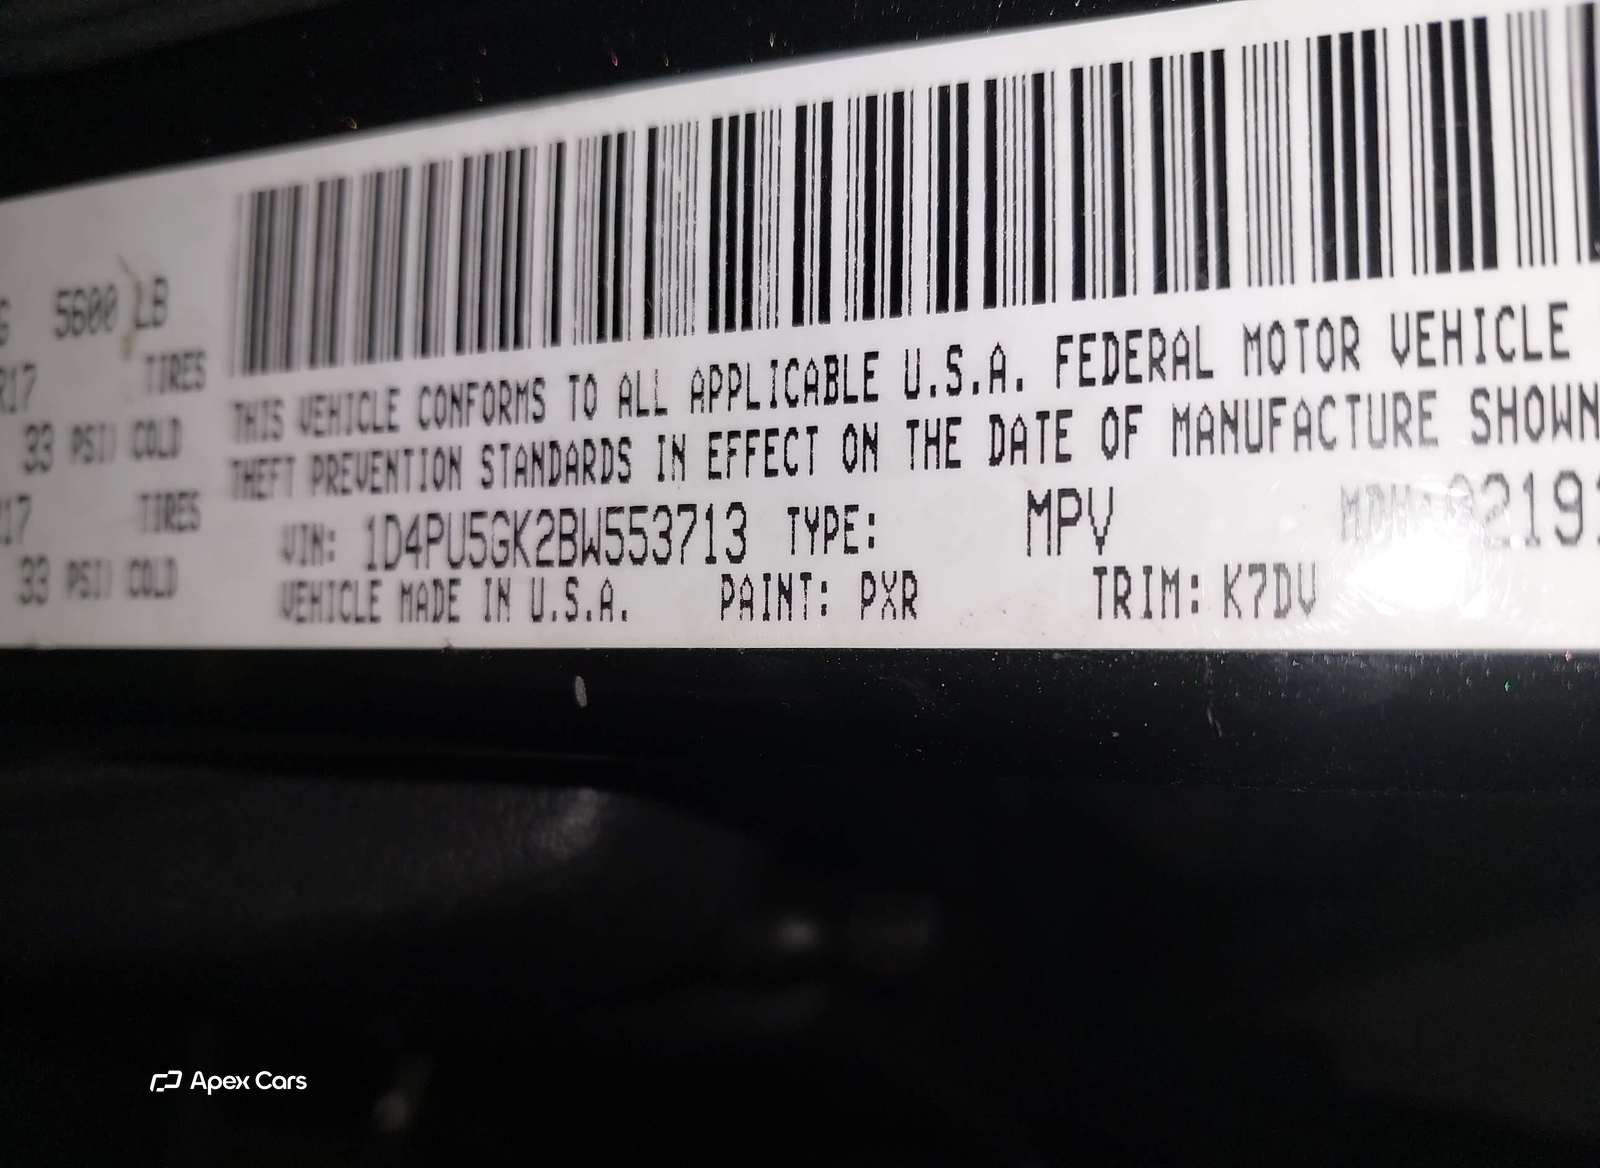 5600 LB
R17 TIRES
33 PSI) COLD
TIRES
33 PSI) COLD
THIS VEHICLE CONFORMS TO ALL APPLICABLE U.S.A. FEDERAL MOTOR VEHICLE
THEFT PREVENTION STANDARDS IN EFFECT ON THE DATE OF MANUFACTURE SHOWN
VIN: 1D4PU5GK2BW553713 TYPE: MPV
VEHICLE MADE IN U.S.A. PAINT: PXR TRIM: K7DV
Apex Cars